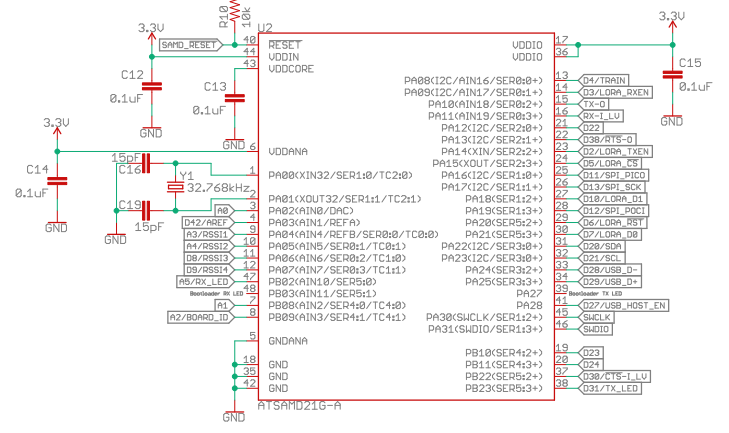 R10
10k
U2
3.3V
SAMD_RESET
40
RESET
44
VDDIN
43
VDDCORE
C12
0.1uF
GND
C13
0.1uF
GND
3.3V
C14
0.1uF
GND
6
VDDANA
15pF
C16
1
PA00(XIN32/SER1:0/TC2:0)
Y1
32.768kHz
2
PA01(XOUT32/SER1:1/TC2:1)
C19
15pF
GND
A0
3
PA02(AIN0/DAC)
D42/AREF
4
PA03(AIN1/REFA)
A3/RSSI1
9
PA04(AIN4/REFB/SER0:0/TC0:0)
A4/RSSI2
10
PA05(AIN5/SER0:1/TC0:1)
D8/RSSI3
11
PA06(AIN6/SER0:2/TC1:0)
D9/RSSI4
12
PA07(AIN7/SER0:3/TC1:1)
A5/RX_LED
47
PB02(AIN10/SER5:0)
Bootloader RX LED
48
PB03(AIN11/SER5:1)
A1
7
PB08(AIN2/SER4:0/TC4:0)
A2/BOARD_ID
8
PB09(AIN3/SER4:1/TC4:1)
5
GNDANA
18
GND
35
GND
42
GND
GND
ATSAMD21G-A
3.3V
VDDIO
17
VDDIO
36
C15
0.1uF
GND
PA08(I2C/AIN16/SER0:0+)
13
D4/TRAIN
PA09(I2C/AIN17/SER0:1+)
14
D3/LORA_RXEN
PA10(AIN18/SER0:2+)
15
TX-O
PA11(AIN19/SER0:3+)
16
RX-I_LV
PA12(I2C/SER2:0+)
21
D22
PA13(I2C/SER2:1+)
22
D38/RTS-O
PA14(XIN/SER2:2+)
23
D2/LORA_TXEN
PA15(XOUT/SER2:3+)
24
D5/LORA_CS
PA16(I2C/SER1:0+)
25
D11/SPI_PICO
PA17(I2C/SER1:1+)
26
D13/SPI_SCK
PA18(SER1:2+)
27
D10/LORA_D1
PA19(SER1:3+)
28
D12/SPI_POCI
PA20(SER5:2+)
29
D6/LORA_RST
PA21(SER5:3+)
30
D7/LORA_D0
PA22(I2C/SER3:0+)
31
D20/SDA
PA23(I2C/SER3:1+)
32
D21/SCL
PA24(SER3:2+)
33
D28/USB_D-
PA25(SER3:3+)
34
D29/USB_D+
PA27
39
Bootloader TX LED
PA28
41
D27/USB_HOST_EN
PA30(SWCLK/SER1:2+)
45
SWCLK
PA31(SWDIO/SER1:3+)
46
SWDIO
PB10(SER4:2+)
19
D23
PB11(SER4:3+)
20
D24
PB22(SER5:2+)
37
D30/CTS-I_LV
PB23(SER5:3+)
38
D31/TX_LED